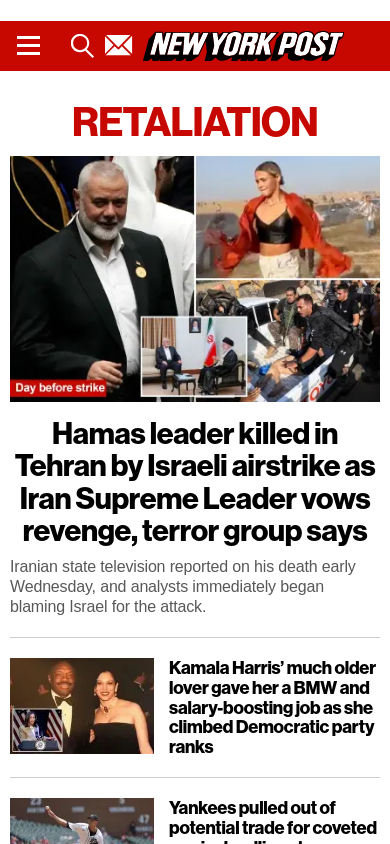 NEW YORK POST
RETALIATION
Day before strike
Hamas leader killed in
Tehran by Israeli airstrike as
Iran Supreme Leader vows
revenge, terror group says
Iranian state television reported on his death early
Wednesday, and analysts immediately began
blaming Israel for the attack.
Kamala Harris’ much older
lover gave her a BMW and
salary-boosting job as she
climbed Democratic party
ranks
Yankees pulled out of
potential trade for coveted